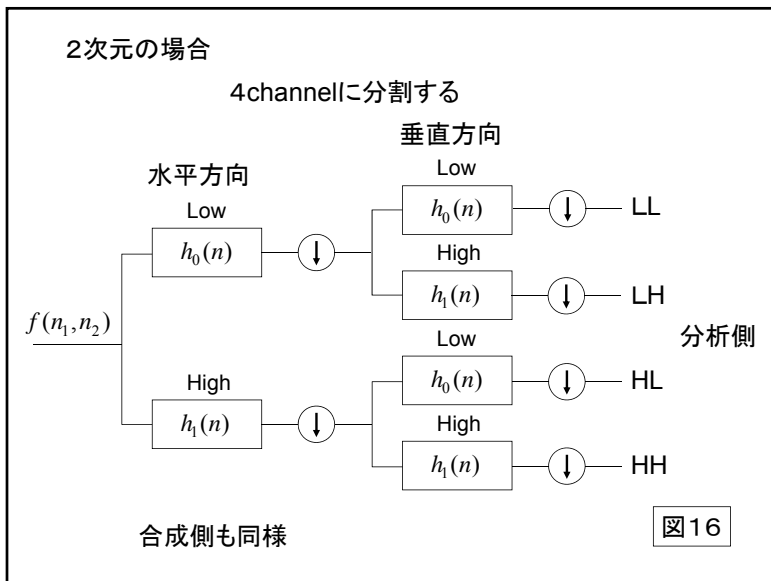 2次元の場合
4channelに分割する
垂直方向
水平方向
Low
Low
h₀(n)
↓
h₀(n)
↓
LL
High
h₁(n)
↓
LH
f(n₁,n₂)
分析側
Low
h₀(n)
↓
HL
High
h₁(n)
↓
High
h₁(n)
↓
HH
合成側も同様
図16